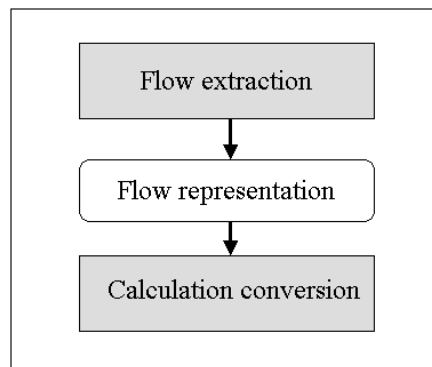 Flow extraction
Flow representation
Calculation conversion